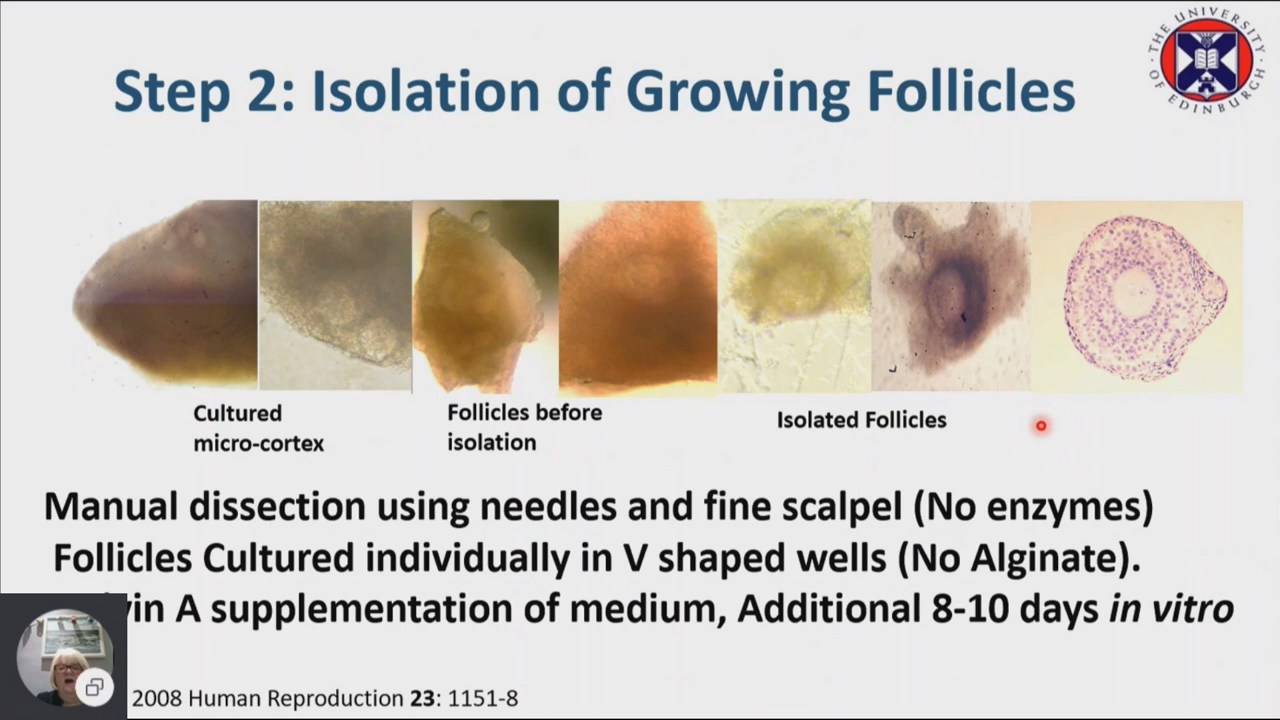 THE UNIVERSITY OF EDINBURGH
Step 2: Isolation of Growing Follicles
Cultured
micro-cortex
Follicles before
isolation
Isolated Follicles
Manual dissection using needles and fine scalpel (No enzymes)
Follicles Cultured individually in V shaped wells (No Alginate).
A supplementation of medium, Additional 8-10 days in vitro
2008 Human Reproduction 23: 1151-8